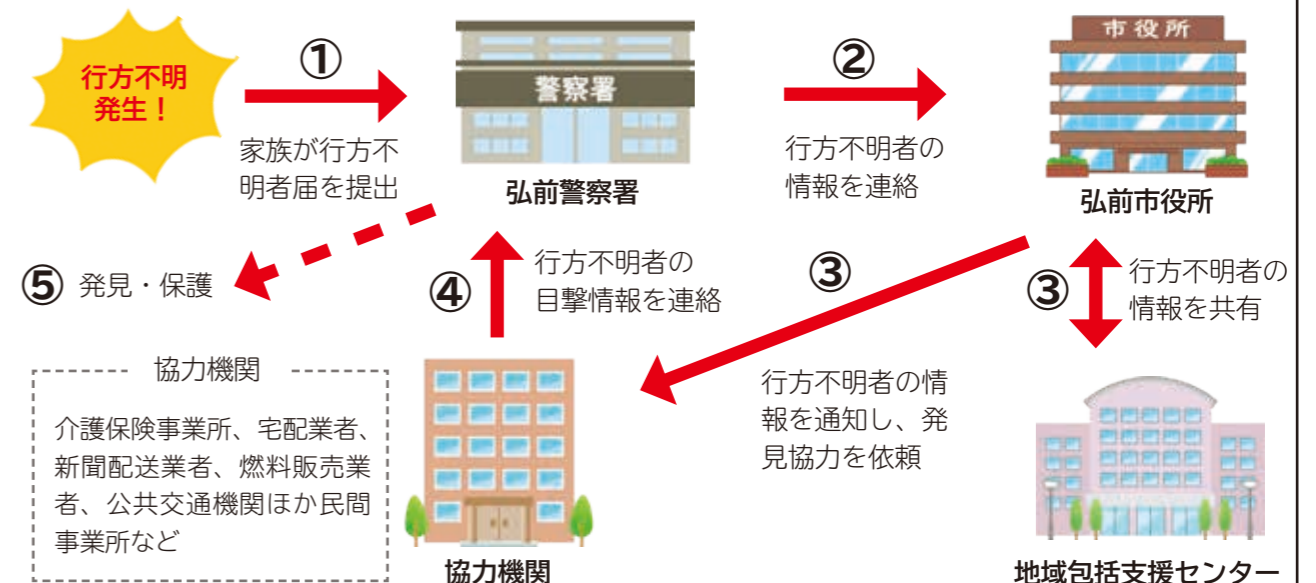 行方不明
発生！
①
家族が行方不
明者届を提出
警察署
弘前警察署
②
行方不明者の
情報を連絡
市役所
弘前市役所
③
行方不明者の情
報を通知し、発
見協力を依頼
③
行方不明者の
情報を共有
地域包括支援センター
④
行方不明者の
目撃情報を連絡
協力機関
⑤ 発見・保護
協力機関
介護保険事業所、宅配業者、
新聞配送業者、燃料販売業
者、公共交通機関ほか民間
事業所など